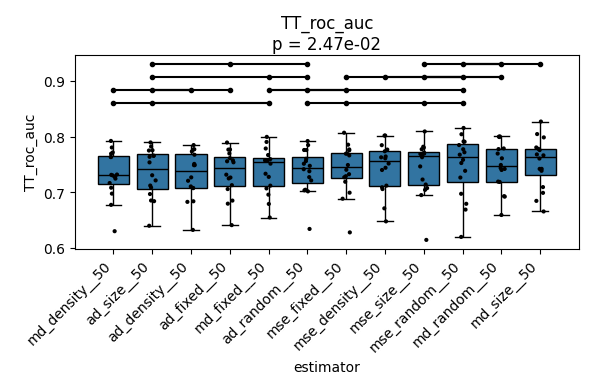 TT_roc_auc
p = 2.47e-02
TT_roc_auc
0.9
0.8
0.7
0.6
md_density__50
ad_size__50
ad_density__50
ad_fixed__50
md_fixed__50
ad_random__50
mse_fixed__50
mse_density__50
mse_size__50
mse_random__50
md_random__50
md_size__50
estimator